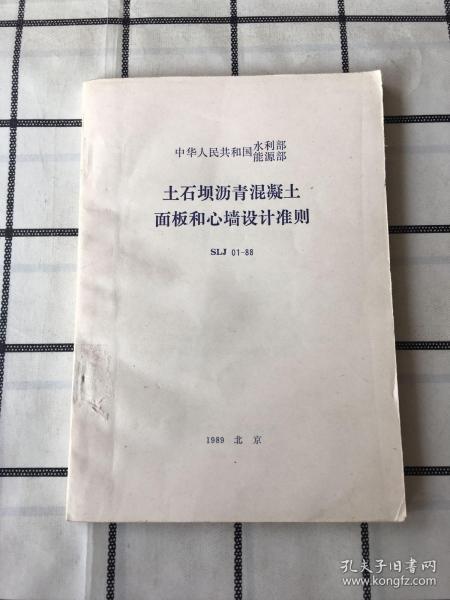 中华人民共和国水利部
能源部
土石坝沥青混凝土
面板和心墙设计准则
SLJ 01-88
1989 北京
孔夫子旧书网
www.kongfz.com